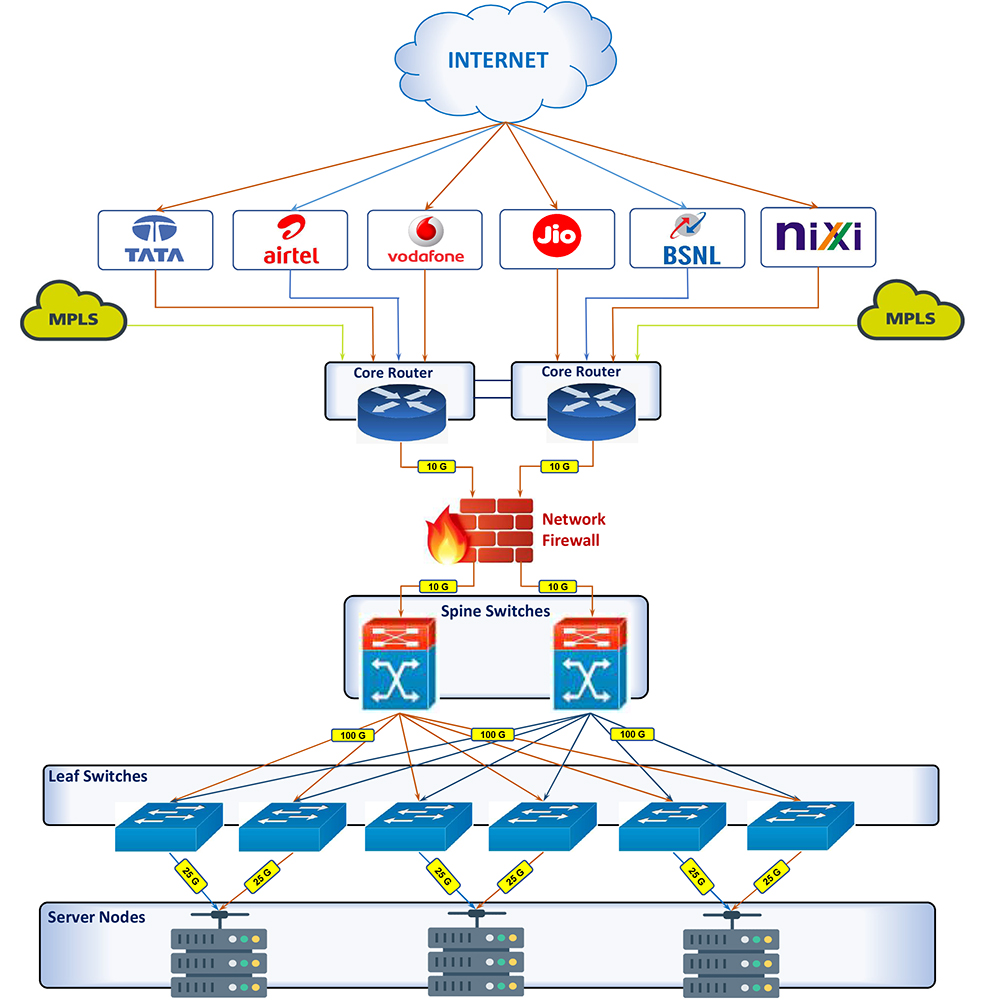 INTERNET
TATA
airtel
vodafone
Jio
BSNL
nixi
MPLS
MPLS
Core Router
Core Router
10 G
10 G
Network
Firewall
10 G
10 G
Spine Switches
100 G
100 G
100 G
Leaf Switches
25 G
25 G
25 G
25 G
25 G
25 G
Server Nodes